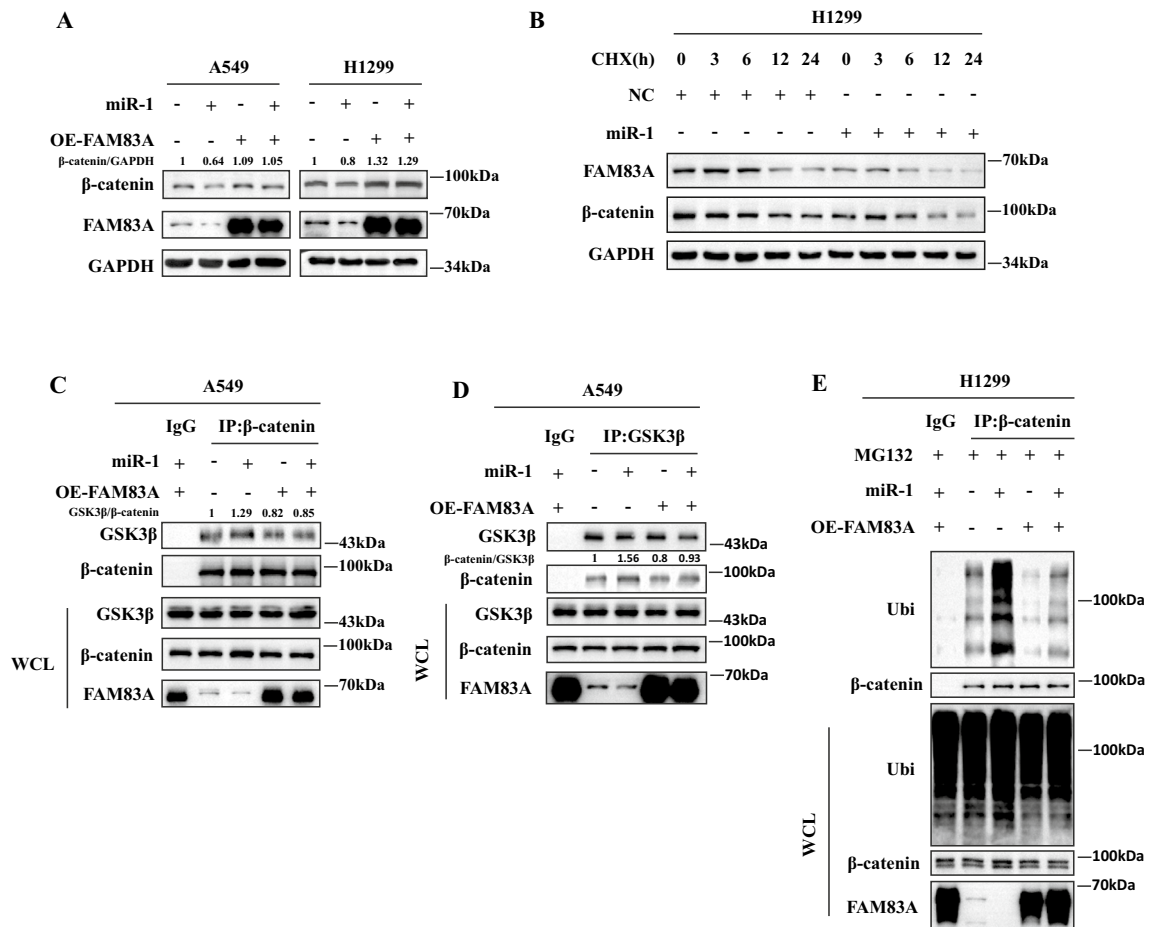 A
A549 H1299
miR-1 - + - + - + - +
OE-FAM83A - - + + - - + +
β-catenin/GAPDH 1 0.64 1.09 1.05 1 0.8 1.32 1.29
β-catenin —100kDa
FAM83A —70kDa
GAPDH —34kDa
B
H1299
CHX(h) 0 3 6 12 24 0 3 6 12 24
NC + + + + + - - - - -
miR-1 - - - - - + + + + +
FAM83A —70kDa
β-catenin —100kDa
GAPDH —34kDa
C
A549
IgG IP:β-catenin
miR-1 + - + - +
OE-FAM83A + - - + +
GSK3β/β-catenin 1 1.29 0.82 0.85
GSK3β —43kDa
β-catenin —100kDa
WCL
GSK3β —43kDa
β-catenin —100kDa
FAM83A —70kDa
D
A549
IgG IP:GSK3β
miR-1 + - + - +
OE-FAM83A + - - + +
GSK3β —43kDa
β-catenin/GSK3β 1 1.56 0.8 0.93
β-catenin —100kDa
WCL
GSK3β —43kDa
β-catenin —100kDa
FAM83A —70kDa
E
H1299
IgG IP:β-catenin
MG132 + + + + +
miR-1 + - + - +
OE-FAM83A + - - + +
Ubi —100kDa
β-catenin —100kDa
WCL
Ubi —100kDa
β-catenin —100kDa
FAM83A —70kDa